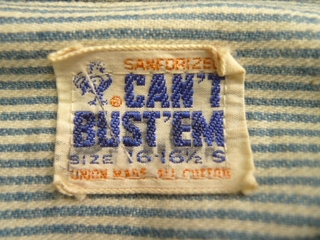 SANFORIZED
® CAN'T
BUST'EM
SIZE 16-16½ S
UNION MADE ALL COTTON